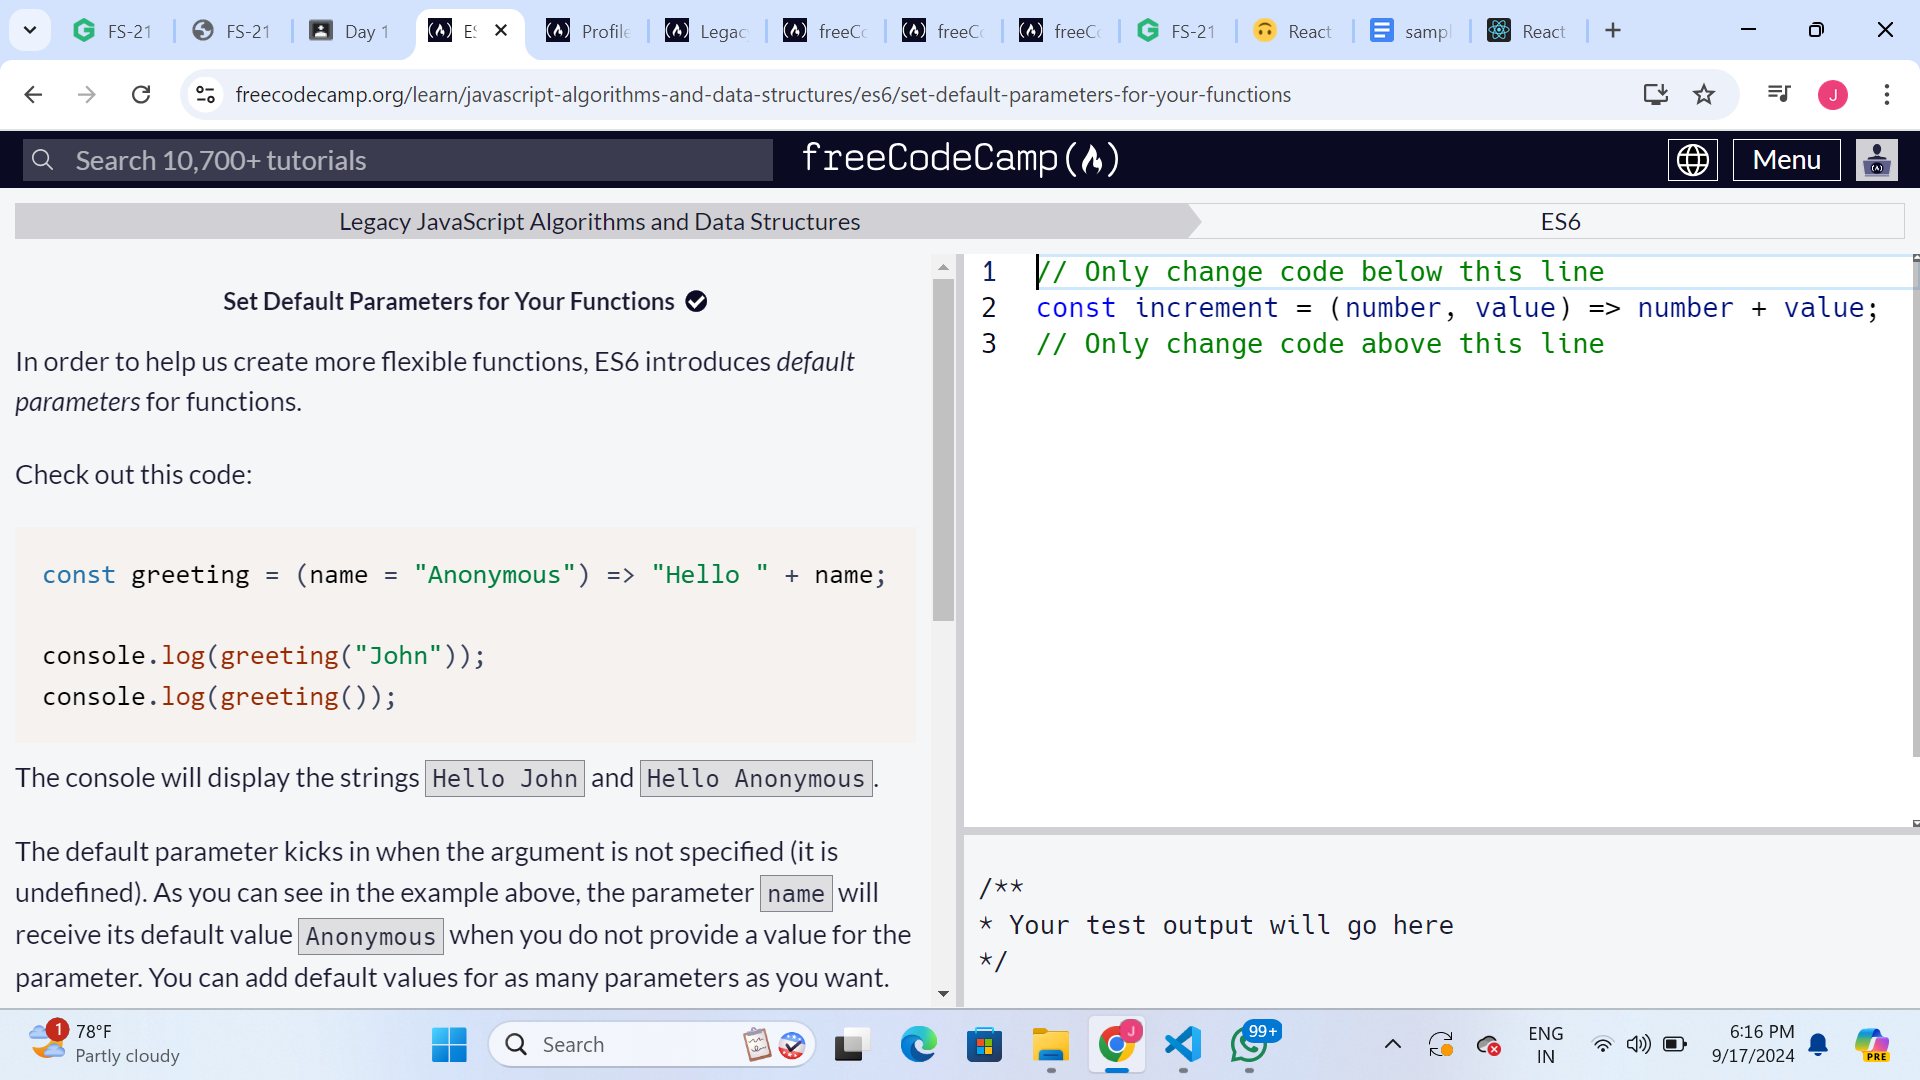 FS-21
FS-21
Day 1
ES
Profile
Legac
freeCo
freeCo
freeCo
FS-21
React
sampl
React
freecodecamp.org/learn/javascript-algorithms-and-data-structures/es6/set-default-parameters-for-your-functions
J
Search 10,700+ tutorials
freeCodeCamp(🔥)
Menu
Legacy JavaScript Algorithms and Data Structures
ES6
Set Default Parameters for Your Functions
In order to help us create more flexible functions, ES6 introduces default
parameters for functions.
Check out this code:
const greeting = (name = "Anonymous") => "Hello " + name;
console.log(greeting("John"));
console.log(greeting());
The console will display the strings Hello John and Hello Anonymous.
The default parameter kicks in when the argument is not specified (it is
undefined). As you can see in the example above, the parameter name will
receive its default value Anonymous when you do not provide a value for the
parameter. You can add default values for as many parameters as you want.
1 // Only change code below this line
2 const increment = (number, value) => number + value;
3 // Only change code above this line
/**
* Your test output will go here
*/
1
78°F
Partly cloudy
Search
J
99+
ENG
IN
6:16 PM
9/17/2024
PRE